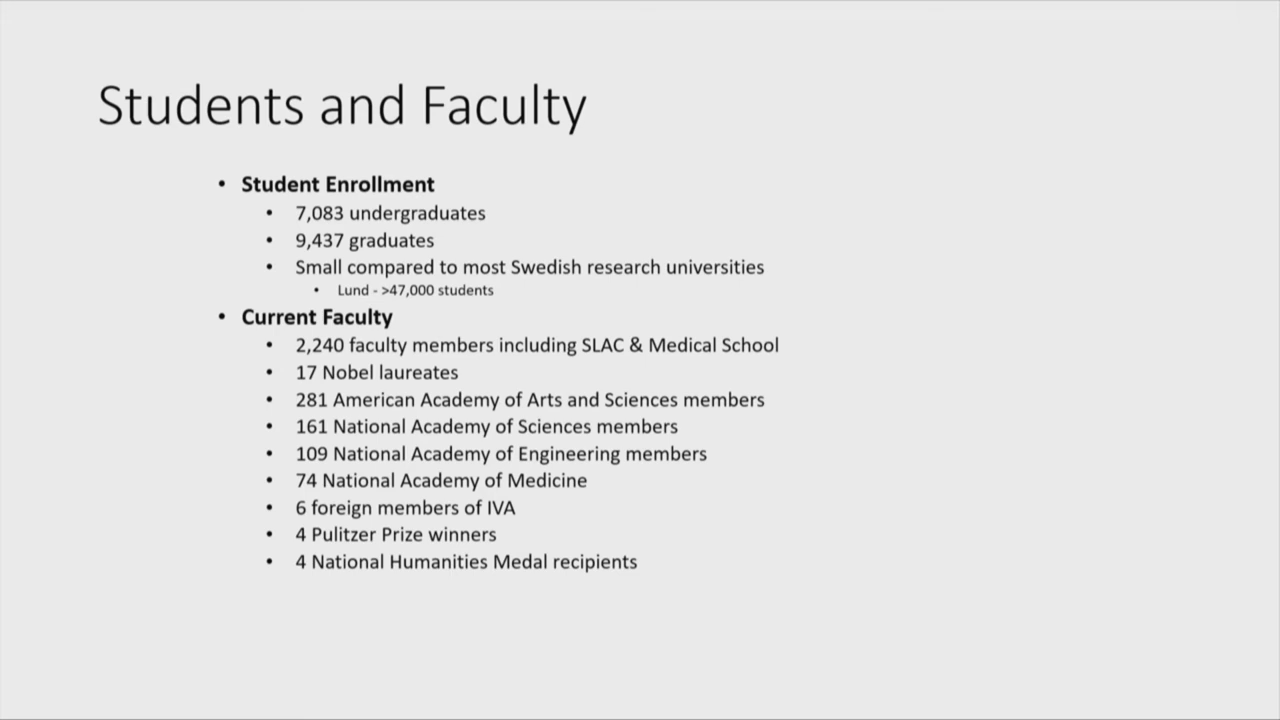 Students and Faculty
• Student Enrollment
• 7,083 undergraduates
• 9,437 graduates
• Small compared to most Swedish research universities
• Lund - >47,000 students
• Current Faculty
• 2,240 faculty members including SLAC & Medical School
• 17 Nobel laureates
• 281 American Academy of Arts and Sciences members
• 161 National Academy of Sciences members
• 109 National Academy of Engineering members
• 74 National Academy of Medicine
• 6 foreign members of IVA
• 4 Pulitzer Prize winners
• 4 National Humanities Medal recipients